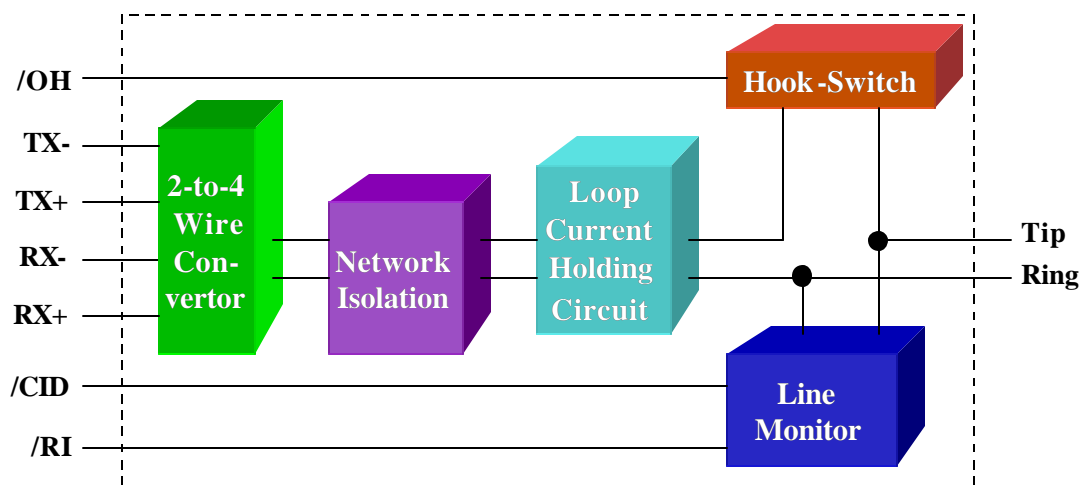 /OH
TX-
TX+
RX-
RX+
/CID
/RI
2-to-4
Wire
Con-
vertor
Network
Isolation
Loop
Current
Holding
Circuit
Hook-Switch
Line
Monitor
Tip
Ring